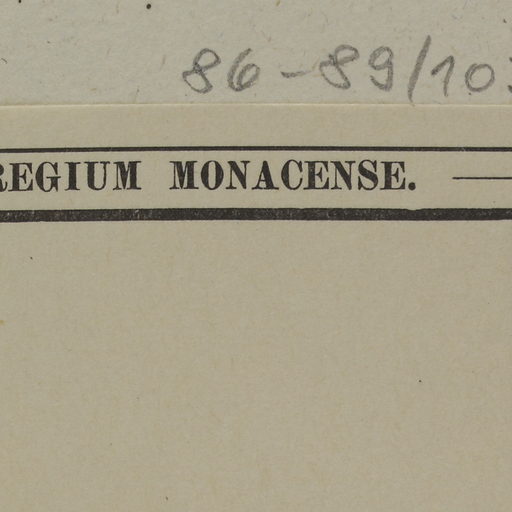 86-89/10
REGIUM MONACENSE. —